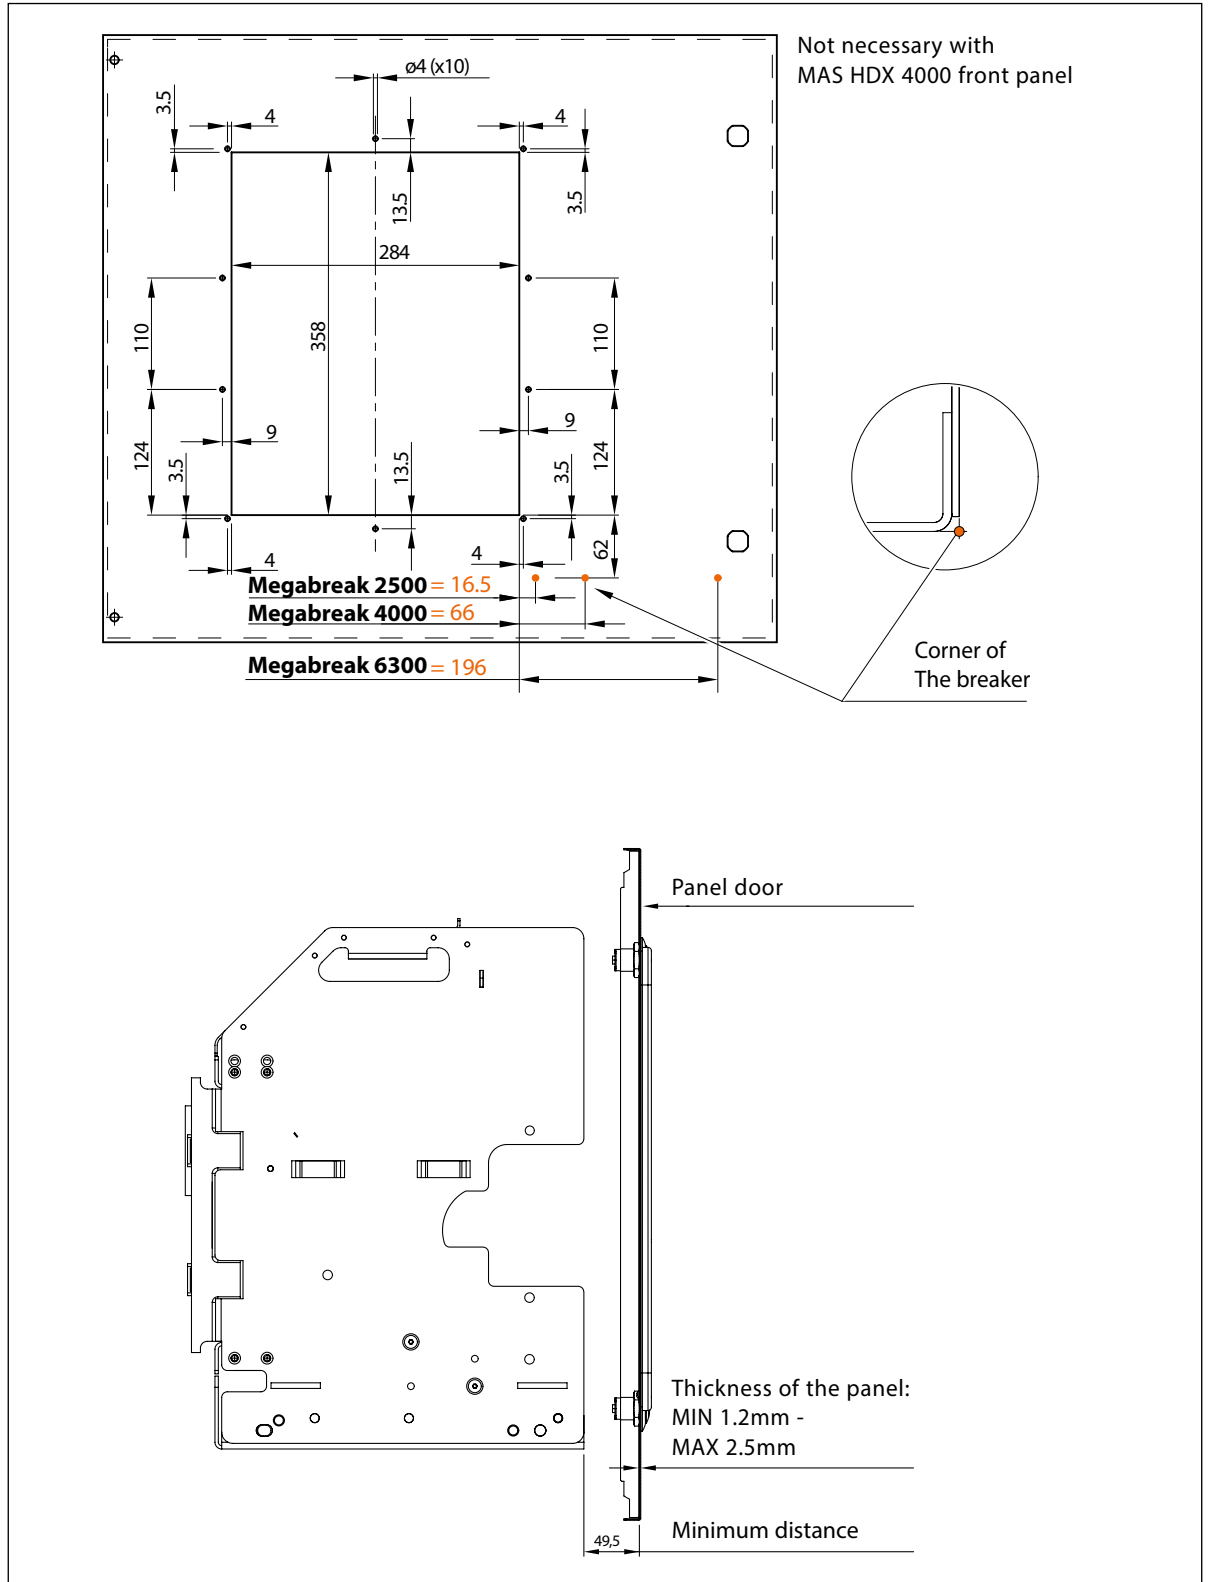 Not necessary with
MAS HDX 4000 front panel
ø4 (x10)
3.5
4
4
13.5
3.5
284
110
358
110
9
9
124
3.5
13.5
3.5
124
4
4
62
Megabreak 2500 = 16.5
Megabreak 4000 = 66
Megabreak 6300 = 196
Corner of
The breaker
Panel door
Thickness of the panel:
MIN 1.2mm -
MAX 2.5mm
Minimum distance
49,5